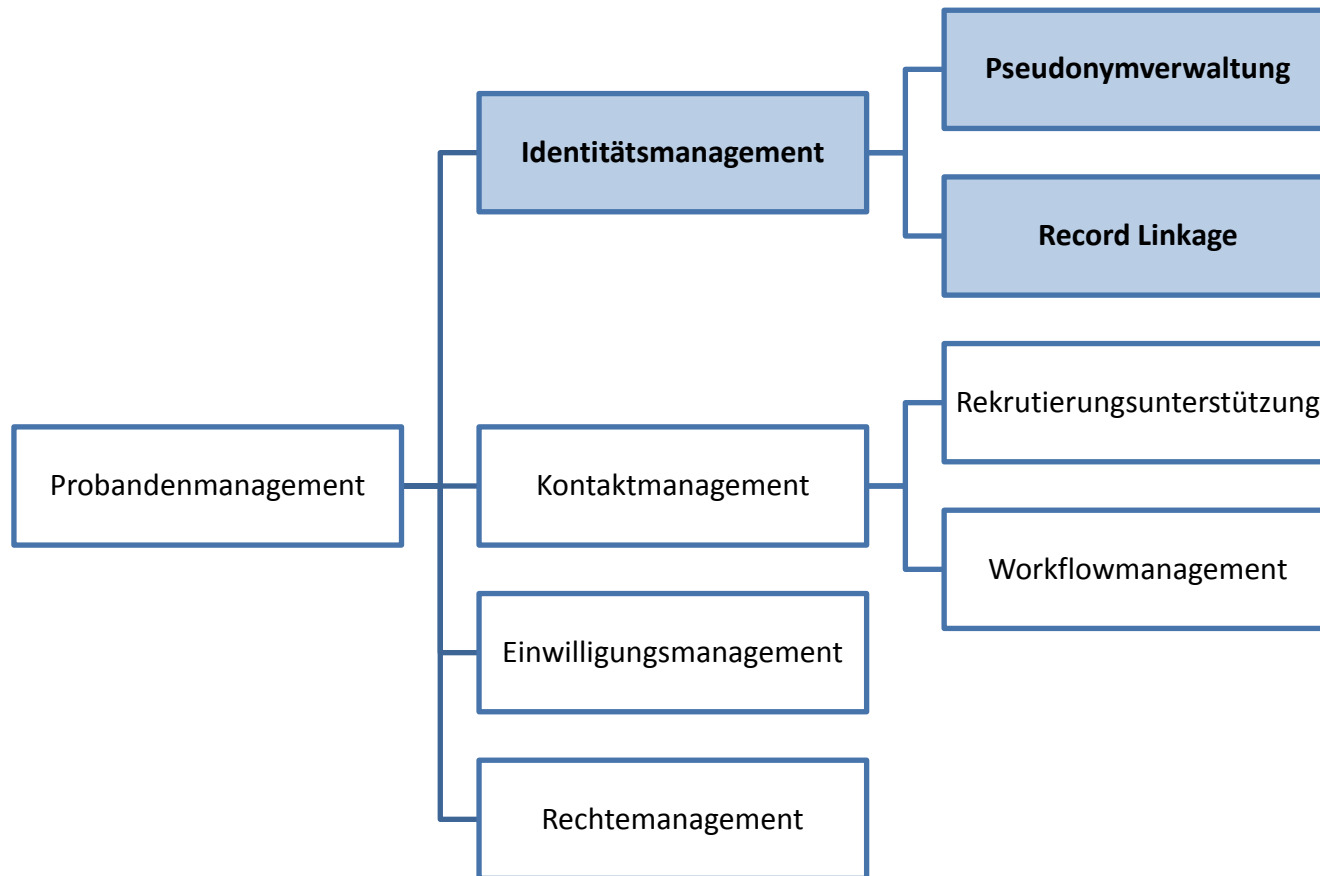 Pseudonymverwaltung
Identitätsmanagement
Record Linkage
Rekrutierungsunterstützung
Probandenmanagement
Kontaktmanagement
Workflowmanagement
Einwilligungsmanagement
Rechtemanagement